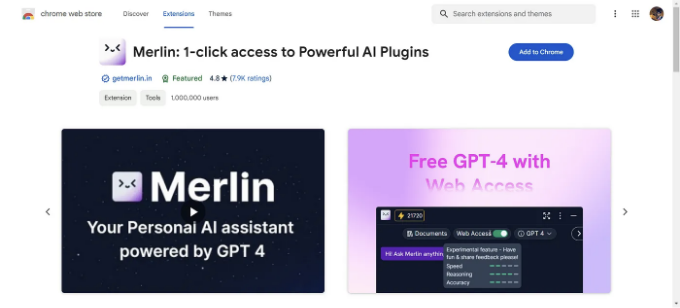 chrome web store
Discover
Extensions
Themes
Search extensions and themes
Merlin: 1-click access to Powerful AI Plugins
Add to Chrome
getmerlin.in
Featured
4.8★ (7.9K ratings)
Extension
Tools
1,000,000 users
>-<
Merlin
Your Personal AI assistant
powered by GPT 4
Free GPT-4 with
Web Access
21720
Documents
Web Access
GPT 4
Hi! Ask Merlin anything
Experimental feature - Have
fun & share feedback please!
Speed
Reasoning
Accuracy